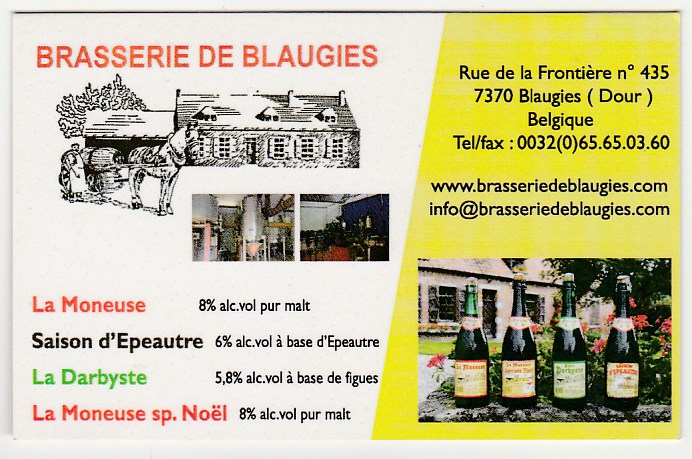 BRASSERIE DE BLAUGIES
Rue de la Frontière n° 435
7370 Blaugies ( Dour )
Belgique
Tel/fax : 0032(0)65.65.03.60
www.brasseriedeblaugies.com
info@brasseriedeblaugies.com
La Moneuse 8% alc.vol pur malt
Saison d'Epeautre 6% alc.vol à base d'Epeautre
La Darbyste 5,8% alc.vol à base de figues
La Moneuse sp. Noël 8% alc.vol pur malt
La Moneuse
La Moneuse
Darbyste
SAISON
D'EPEAUTRE